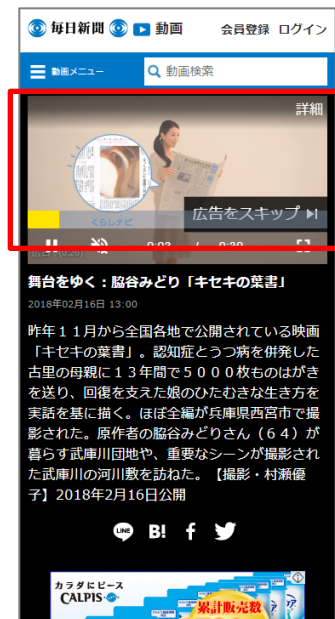 毎日新聞 動画 会員登録 ログイン
動画メニュー 動画検索
詳細
くらしナビ
広告をスキップ
広告 (0:26)
0:03 / 0:30
舞台をゆく：脇谷みどり「キセキの葉書」
2018年02月16日 13:00
昨年１１月から全国各地で公開されている映画
「キセキの葉書」。認知症とうつ病を併発した
古里の母親に１３年間で５０００枚ものはがき
を送り、回復を支えた娘のひたむきな生き方を
実話を基に描く。ほぼ全編が兵庫県西宮市で撮
影された。原作者の脇谷みどりさん（６４）が
暮らす武庫川団地や、重要なシーンが撮影され
た武庫川の河川敷を訪ねた。【撮影・村瀬優
子】2018年2月16日公開
LINE B! f
カラダにピース
CALPIS
累計販売数